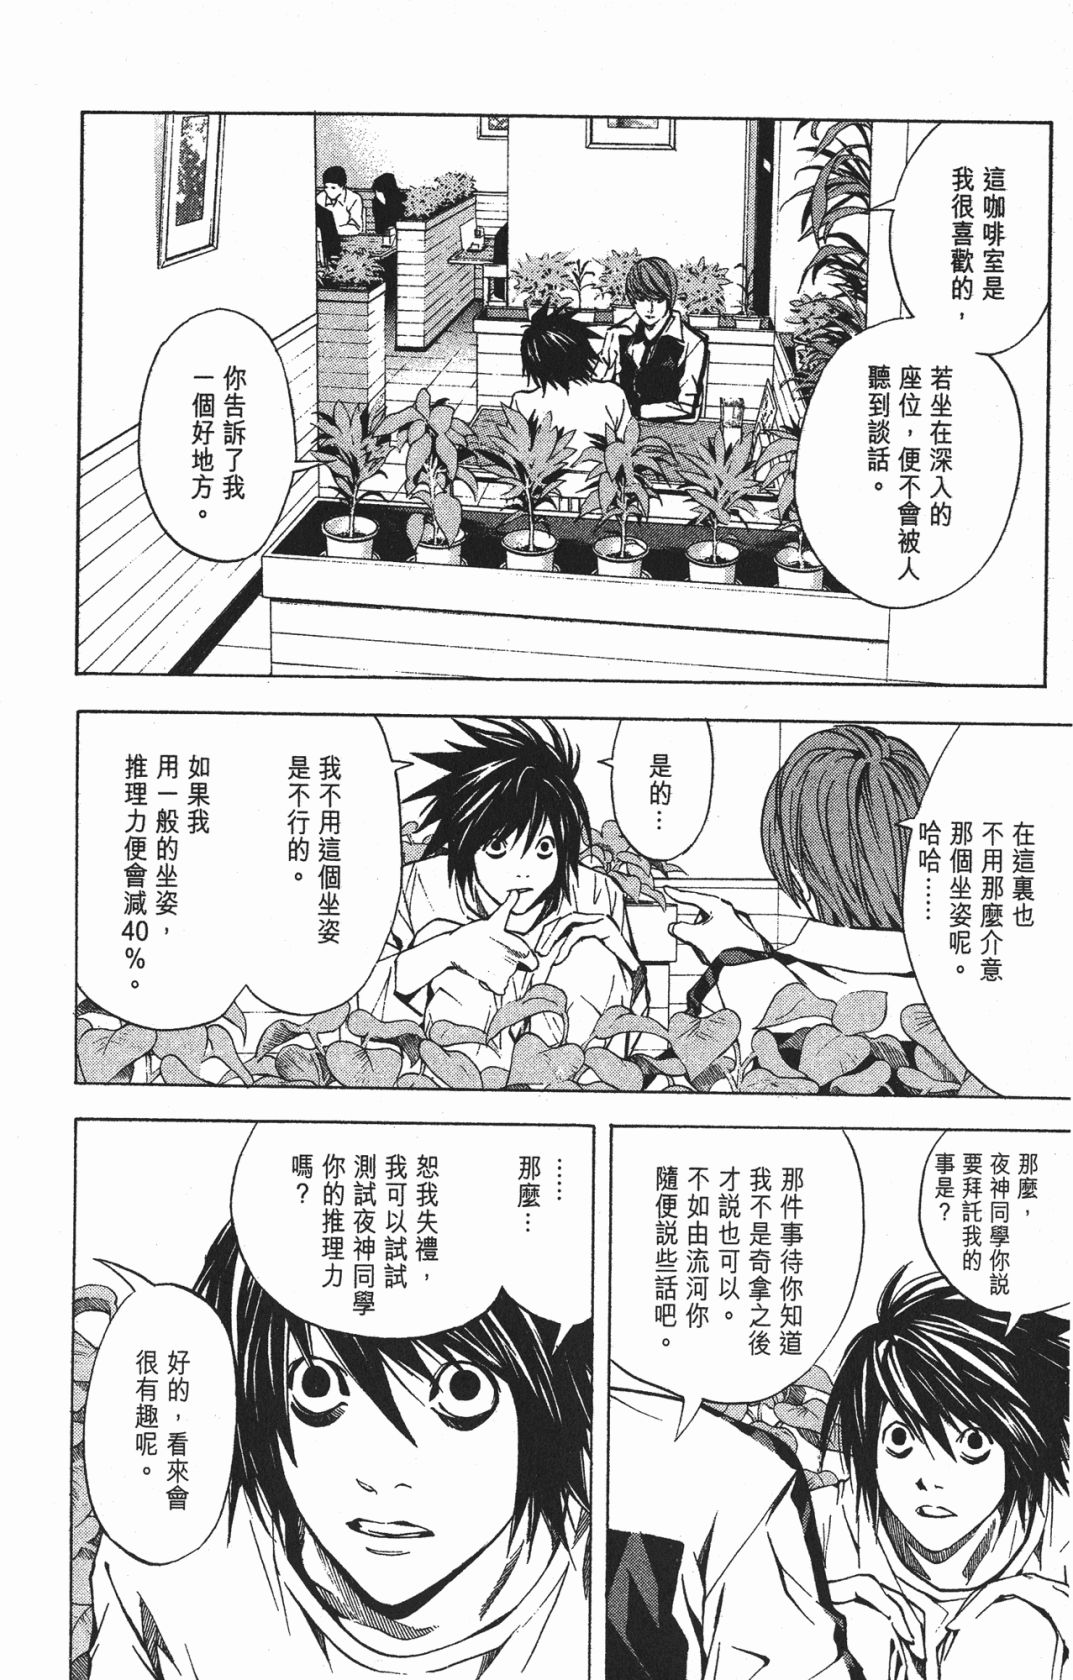 這咖啡室是
我很喜歡的，
若坐在深入的
座位，便不會被人
聽到談話。
你告訴了我
一個好地方。
在這裏也
不用那麼介意
那個坐姿呢。
哈哈……
是的…
我不用這個坐姿
是不行的。
如果我
用一般的坐姿，
推理力便會減40%。
那麼，
夜神同學你說
要拜託我的
事是？
那件事待你知道
我不是奇拿之後
才說也可以。
不如由流河你
隨便說些話吧。
……
那麼…
恕我失禮，
我可以試試
測試夜神同學
你的推理力
嗎？
好的，看來會
很有趣呢。